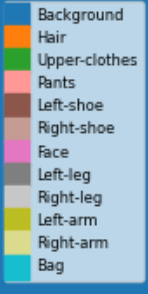 Background
Hair
Upper-clothes
Pants
Left-shoe
Right-shoe
Face
Left-leg
Right-leg
Left-arm
Right-arm
Bag